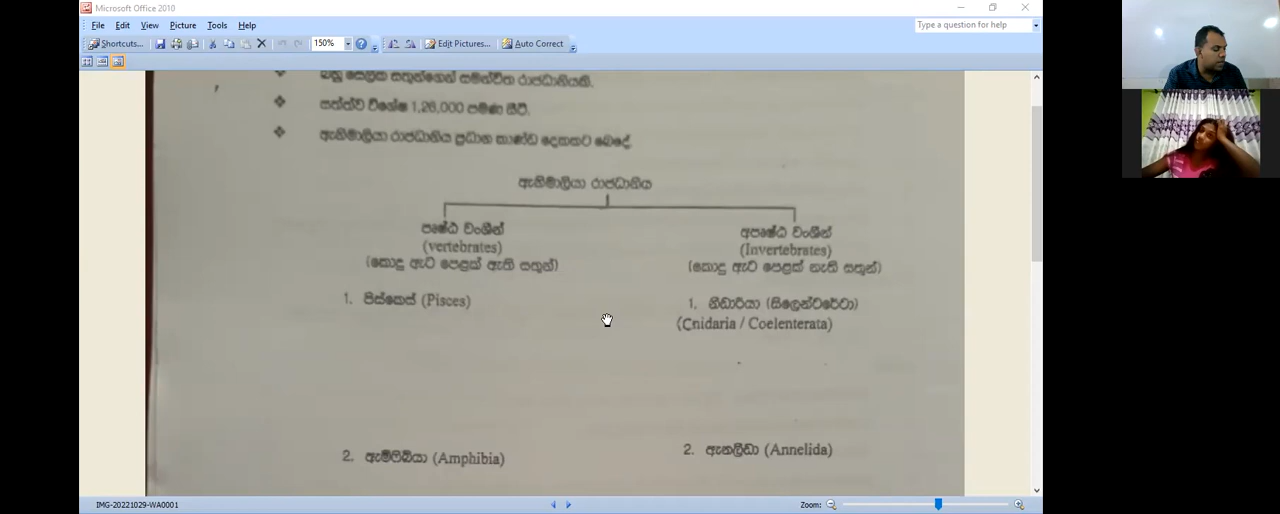 Microsoft Office 2010
File Edit View Picture Tools Help
Type a question for help
Shortcuts...
150%
Edit Pictures...
Auto Correct
බහු සෛලික සතුන්ගෙන් සමන්විත රාජධානියකි.
සත්ත්ව විශේෂ 1,26,000 පමණ සිටී.
ඇනිමාලියා රාජධානිය ප්‍රධාන කාණ්ඩ දෙකකට බෙදේ.
ඇනිමාලියා රාජධානිය
පෘෂ්ඨ වංශීන්
(vertebrates)
(කොඳු ඇට පෙළක් ඇති සතුන්)
1. පිස්කෙස් (Pisces)
2. ඇම්ෆිබියා (Amphibia)
අපෘෂ්ඨ වංශීන්
(Invertebrates)
(කොඳු ඇට පෙළක් නැති සතුන්)
1. නිඩාරියා (සිලෙන්ටරේටා)
(Cnidaria / Coelenterata)
2. ඇනලීඩා (Annelida)
IMG-20221029-WA0001
Zoom: